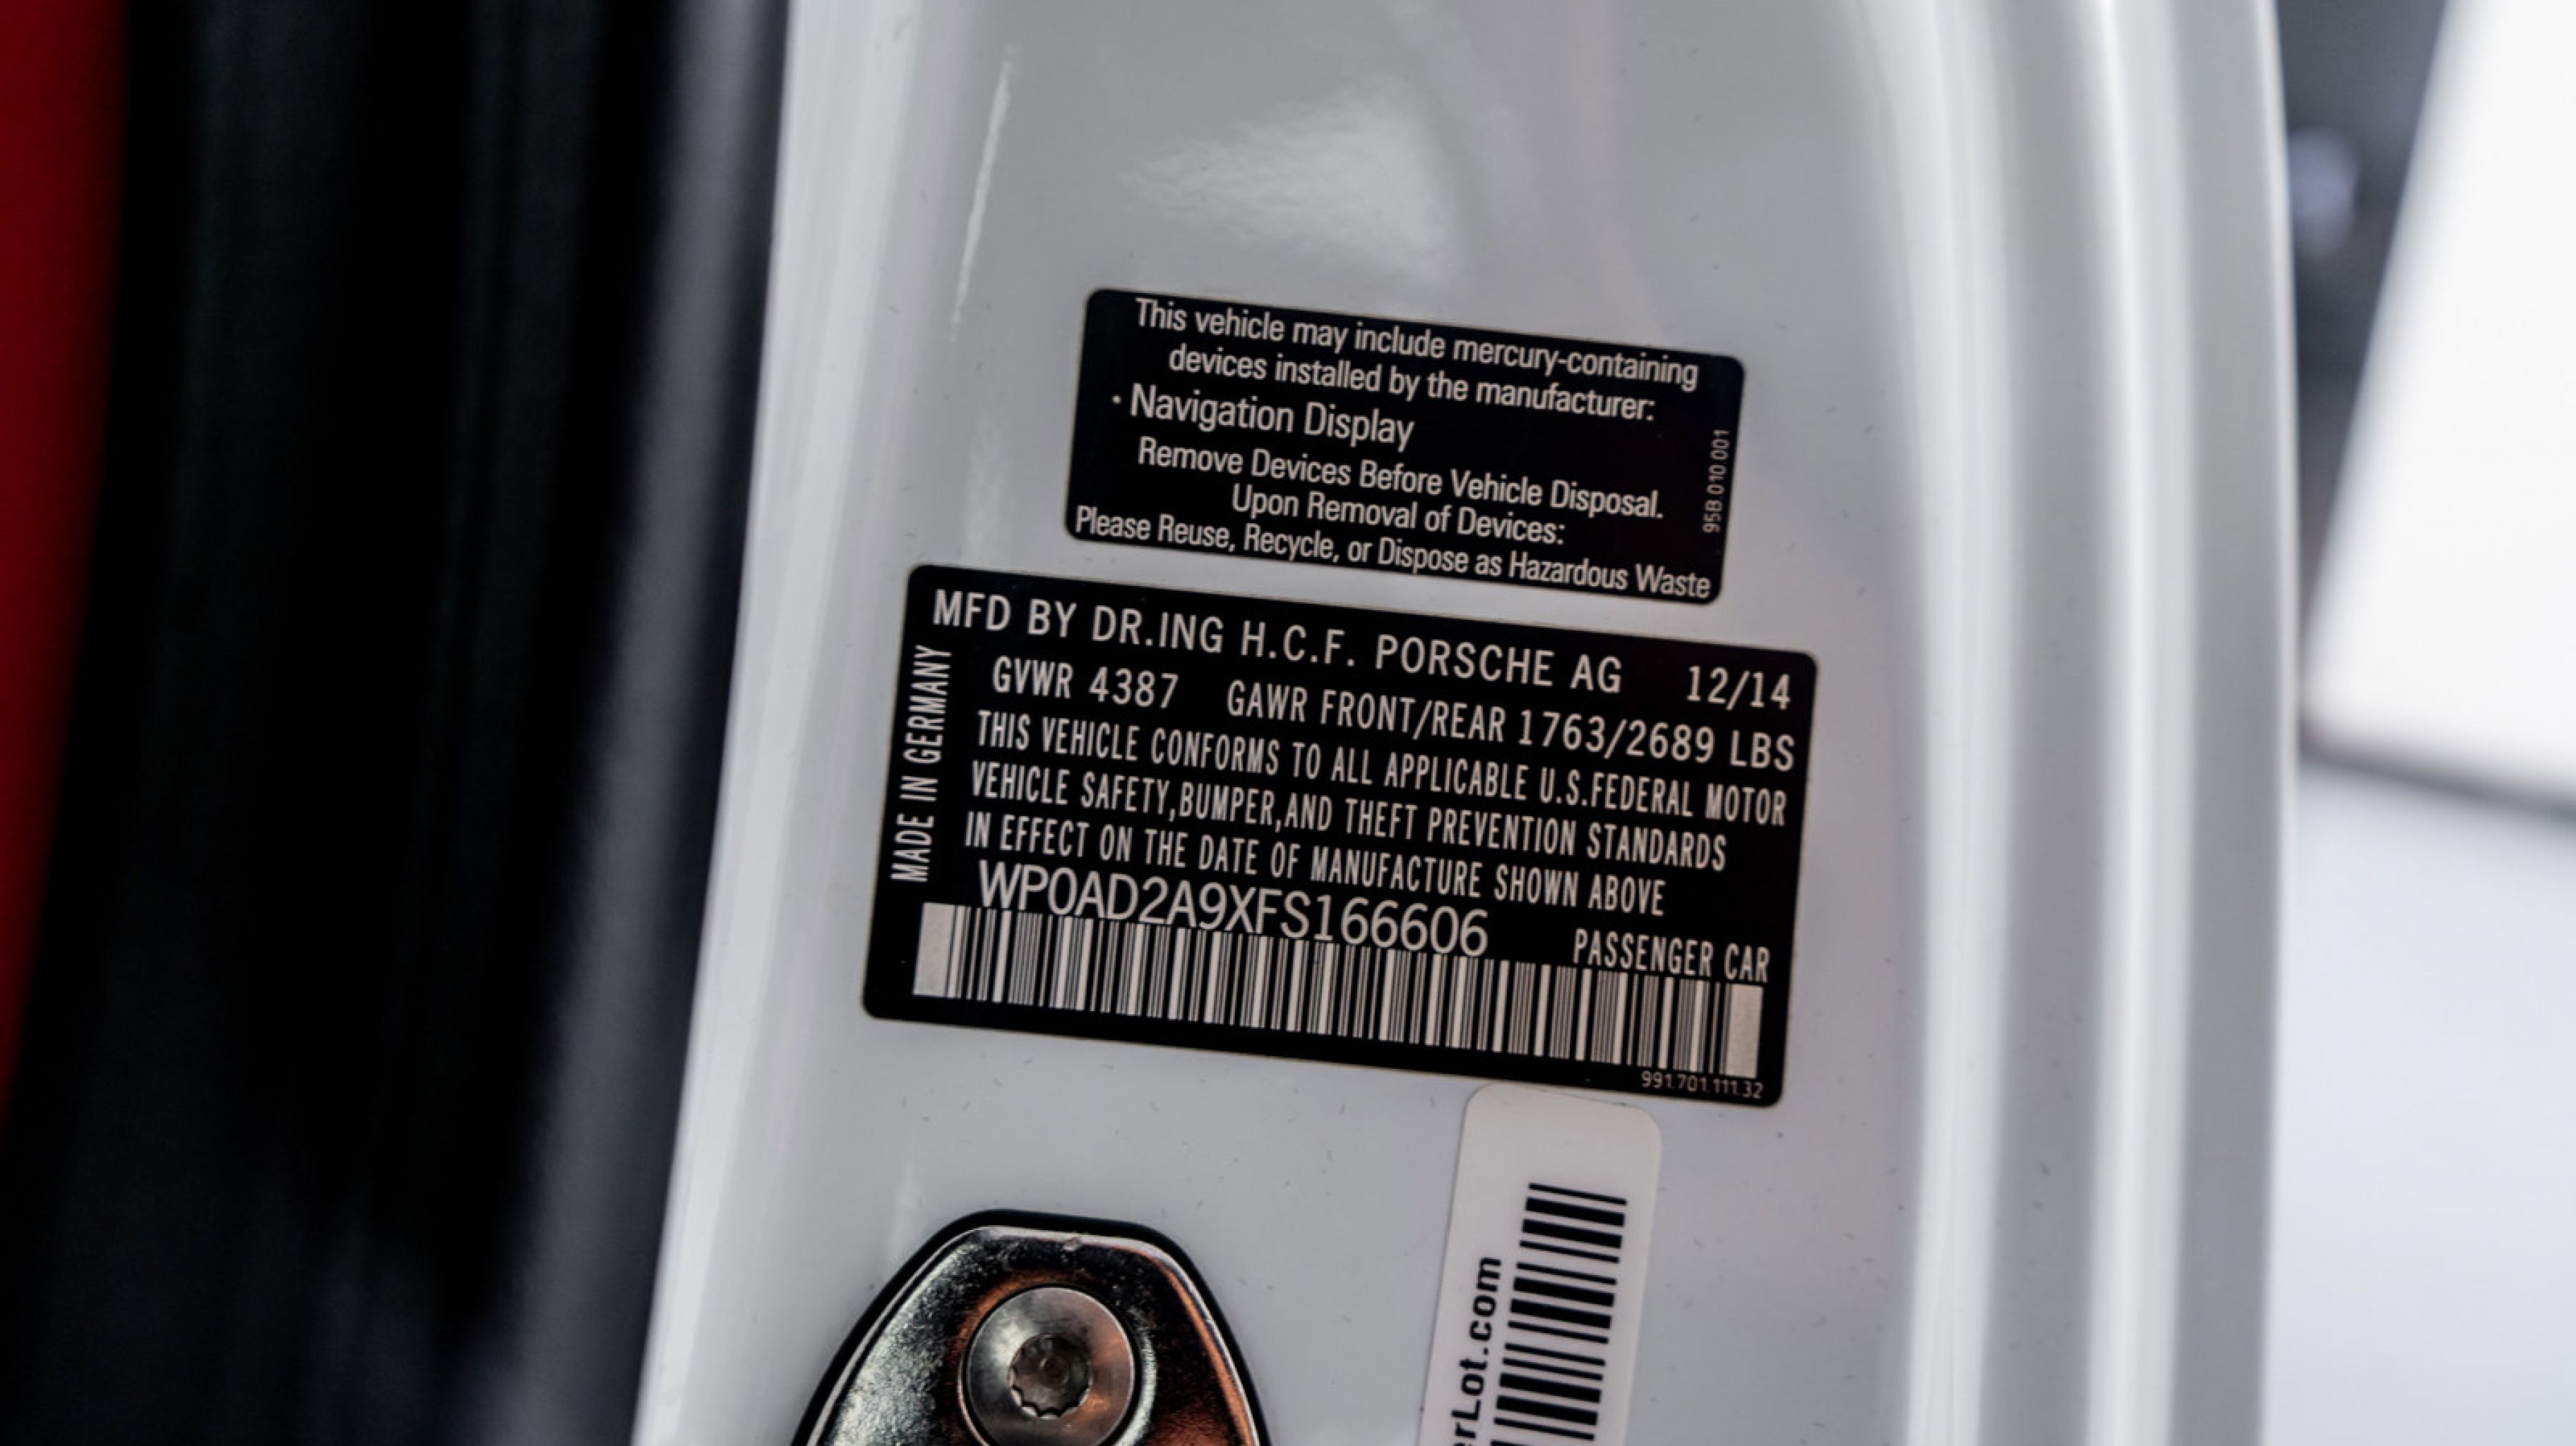 This vehicle may include mercury-containing
devices installed by the manufacturer:
· Navigation Display
Remove Devices Before Vehicle Disposal.
Upon Removal of Devices:
Please Reuse, Recycle, or Dispose as Hazardous Waste
95B 010 001
MFD BY DR.ING H.C.F. PORSCHE AG 12/14
GVWR 4387 GAWR FRONT/REAR 1763/2689 LBS
THIS VEHICLE CONFORMS TO ALL APPLICABLE U.S.FEDERAL MOTOR
VEHICLE SAFETY,BUMPER,AND THEFT PREVENTION STANDARDS
IN EFFECT ON THE DATE OF MANUFACTURE SHOWN ABOVE
WP0AD2A9XFS166606 PASSENGER CAR
MADE IN GERMANY
991.701.111.32
erLot.com